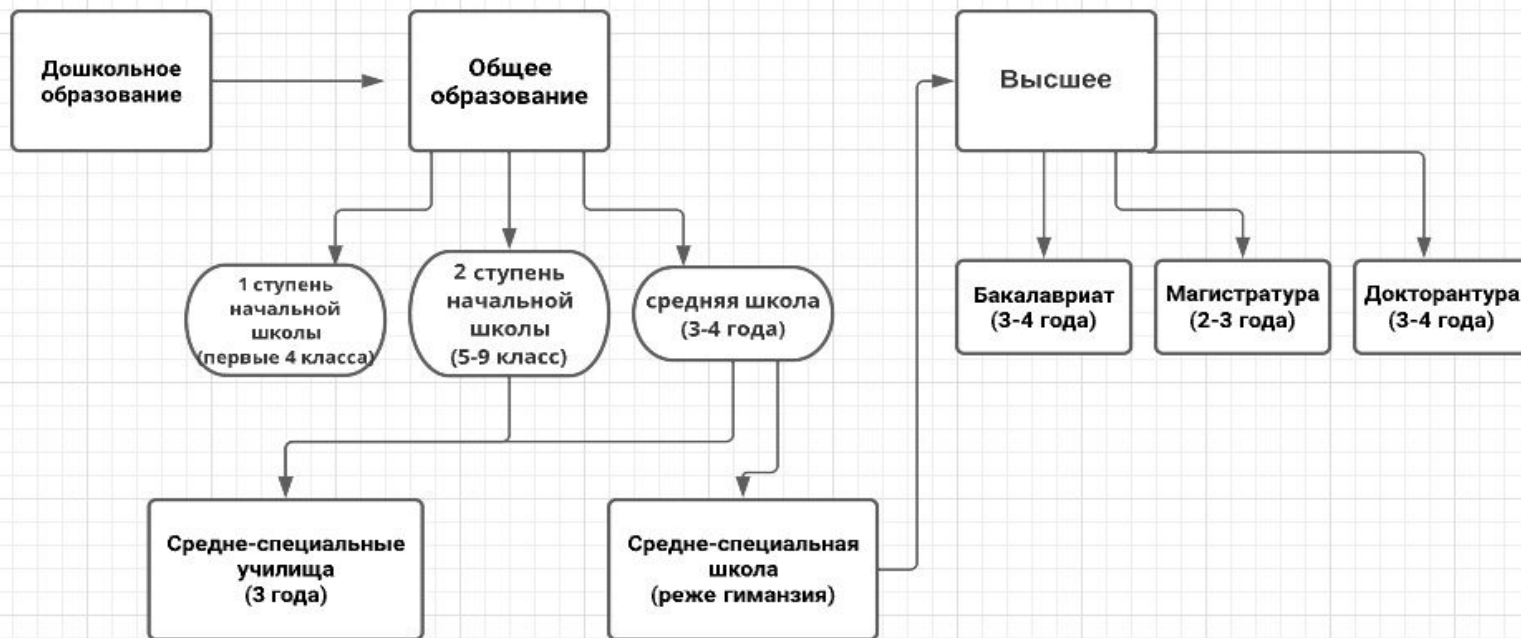 Дошкольное
образование
Общее
образование
Высшее
1 ступень
начальной
школы
(первые 4 класса)
2 ступень
начальной
школы
(5-9 класс)
средняя школа
(3-4 года)
Бакалавриат
(3-4 года)
Магистратура
(2-3 года)
Докторантура
(3-4 года)
Средне-специальные
училища
(3 года)
Средне-специальная
школа
(реже гиманзия)